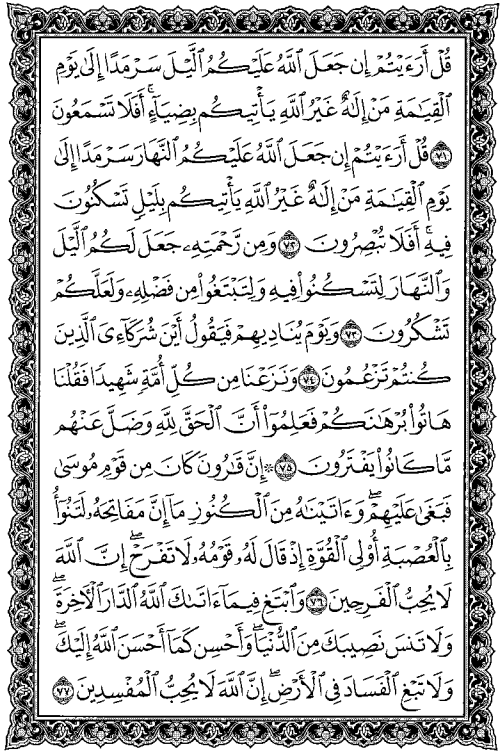 قُلْ أَرَءَيْتُمْ إِن جَعَلَ ٱللَّهُ عَلَيْكُمُ ٱلَّيْلَ سَرْمَدًا إِلَىٰ يَوْمِ
ٱلْقِيَٰمَةِ مَنْ إِلَٰهٌ غَيْرُ ٱللَّهِ يَأْتِيكُم بِضِيَآءٍ ۖ أَفَلَا تَسْمَعُونَ
﴿٧١﴾ قُلْ أَرَءَيْتُمْ إِن جَعَلَ ٱللَّهُ عَلَيْكُمُ ٱلنَّهَارَ سَرْمَدًا إِلَىٰ
يَوْمِ ٱلْقِيَٰمَةِ مَنْ إِلَٰهٌ غَيْرُ ٱللَّهِ يَأْتِيكُم بِلَيْلٍ تَسْكُنُونَ
فِيهِ ۖ أَفَلَا تُبْصِرُونَ ﴿٧٢﴾ وَمِن رَّحْمَتِهِۦ جَعَلَ لَكُمُ ٱلَّيْلَ
وَٱلنَّهَارَ لِتَسْكُنُوا۟ فِيهِ وَلِتَبْتَغُوا۟ مِن فَضْلِهِۦ وَلَعَلَّكُمْ
تَشْكُرُونَ ﴿٧٣﴾ وَيَوْمَ يُنَادِيهِمْ فَيَقُولُ أَيْنَ شُرَكَآءِىَ ٱلَّذِينَ
كُنتُمْ تَزْعُمُونَ ﴿٧٤﴾ وَنَزَعْنَا مِن كُلِّ أُمَّةٍ شَهِيدًا فَقُلْنَا
هَاتُوا۟ بُرْهَٰنَكُمْ فَعَلِمُوٓا۟ أَنَّ ٱلْحَقَّ لِلَّهِ وَضَلَّ عَنْهُم
مَّا كَانُوا۟ يَفْتَرُونَ ﴿٧٥﴾ ۞ إِنَّ قَٰرُونَ كَانَ مِن قَوْمِ مُوسَىٰ
فَبَغَىٰ عَلَيْهِمْ ۖ وَءَاتَيْنَٰهُ مِنَ ٱلْكُنُوزِ مَآ إِنَّ مَفَاتِحَهُۥ لَتَنُوٓأُ
بِٱلْعُصْبَةِ أُو۟لِى ٱلْقُوَّةِ إِذْ قَالَ لَهُۥ قَوْمُهُۥ لَا تَفْرَحْ ۖ إِنَّ ٱللَّهَ
لَا يُحِبُّ ٱلْفَرِحِينَ ﴿٧٦﴾ وَٱبْتَغِ فِيمَآ ءَاتَىٰكَ ٱللَّهُ ٱلدَّارَ ٱلْءَاخِرَةَ ۖ
وَلَا تَنسَ نَصِيبَكَ مِنَ ٱلدُّنْيَا ۖ وَأَحْسِن كَمَآ أَحْسَنَ ٱللَّهُ إِلَيْكَ ۖ
وَلَا تَبْغِ ٱلْفَسَادَ فِى ٱلْأَرْضِ ۖ إِنَّ ٱللَّهَ لَا يُحِبُّ ٱلْمُفْسِدِينَ ﴿٧٧﴾